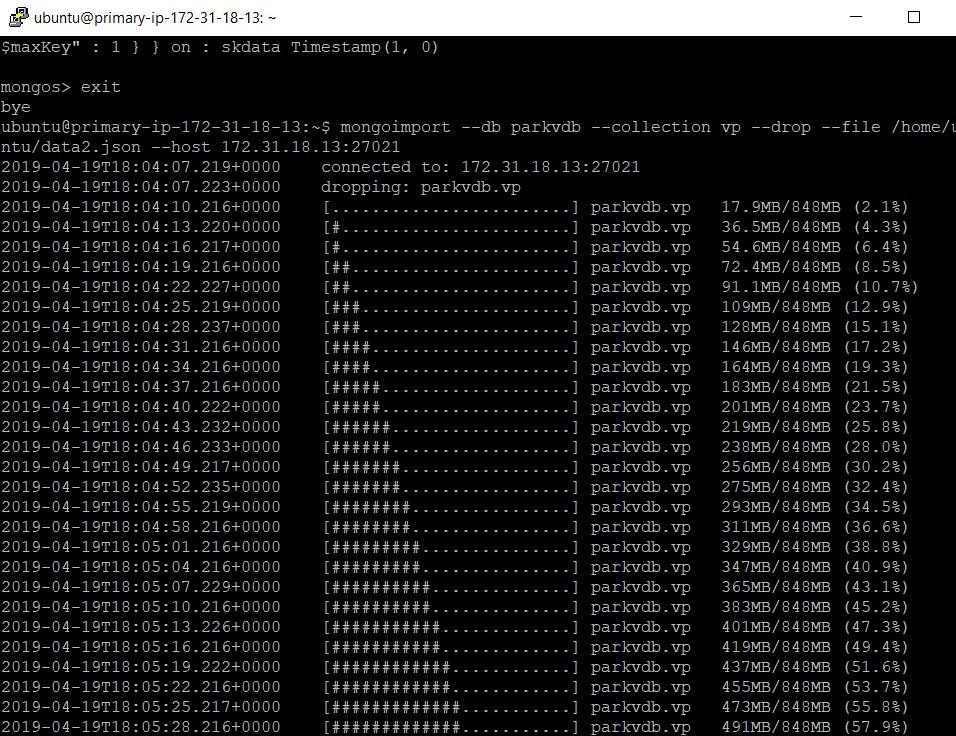 ubuntu@primary-ip-172-31-18-13: ~
$maxKey" : 1 } } on : skdata Timestamp(1, 0)
mongos> exit
bye
ubuntu@primary-ip-172-31-18-13:~$ mongoimport --db parkvdb --collection vp --drop --file /home/u
ntu/data2.json --host 172.31.18.13:27021
2019-04-19T18:04:07.219+0000 connected to: 172.31.18.13:27021
2019-04-19T18:04:07.223+0000 dropping: parkvdb.vp
2019-04-19T18:04:10.216+0000 [........................] parkvdb.vp 17.9MB/848MB (2.1%)
2019-04-19T18:04:13.220+0000 [#.......................] parkvdb.vp 36.5MB/848MB (4.3%)
2019-04-19T18:04:16.217+0000 [#.......................] parkvdb.vp 54.6MB/848MB (6.4%)
2019-04-19T18:04:19.216+0000 [##......................] parkvdb.vp 72.4MB/848MB (8.5%)
2019-04-19T18:04:22.227+0000 [##......................] parkvdb.vp 91.1MB/848MB (10.7%)
2019-04-19T18:04:25.219+0000 [###.....................] parkvdb.vp 109MB/848MB (12.9%)
2019-04-19T18:04:28.237+0000 [###.....................] parkvdb.vp 128MB/848MB (15.1%)
2019-04-19T18:04:31.216+0000 [####....................] parkvdb.vp 146MB/848MB (17.2%)
2019-04-19T18:04:34.216+0000 [####....................] parkvdb.vp 164MB/848MB (19.3%)
2019-04-19T18:04:37.216+0000 [#####...................] parkvdb.vp 183MB/848MB (21.5%)
2019-04-19T18:04:40.222+0000 [#####...................] parkvdb.vp 201MB/848MB (23.7%)
2019-04-19T18:04:43.232+0000 [######..................] parkvdb.vp 219MB/848MB (25.8%)
2019-04-19T18:04:46.233+0000 [######..................] parkvdb.vp 238MB/848MB (28.0%)
2019-04-19T18:04:49.217+0000 [#######.................] parkvdb.vp 256MB/848MB (30.2%)
2019-04-19T18:04:52.235+0000 [#######.................] parkvdb.vp 275MB/848MB (32.4%)
2019-04-19T18:04:55.219+0000 [########................] parkvdb.vp 293MB/848MB (34.5%)
2019-04-19T18:04:58.216+0000 [########................] parkvdb.vp 311MB/848MB (36.6%)
2019-04-19T18:05:01.216+0000 [#########...............] parkvdb.vp 329MB/848MB (38.8%)
2019-04-19T18:05:04.216+0000 [#########...............] parkvdb.vp 347MB/848MB (40.9%)
2019-04-19T18:05:07.229+0000 [##########..............] parkvdb.vp 365MB/848MB (43.1%)
2019-04-19T18:05:10.216+0000 [##########..............] parkvdb.vp 383MB/848MB (45.2%)
2019-04-19T18:05:13.226+0000 [###########.............] parkvdb.vp 401MB/848MB (47.3%)
2019-04-19T18:05:16.216+0000 [###########.............] parkvdb.vp 419MB/848MB (49.4%)
2019-04-19T18:05:19.222+0000 [############............] parkvdb.vp 437MB/848MB (51.6%)
2019-04-19T18:05:22.216+0000 [############............] parkvdb.vp 455MB/848MB (53.7%)
2019-04-19T18:05:25.217+0000 [#############...........] parkvdb.vp 473MB/848MB (55.8%)
2019-04-19T18:05:28.216+0000 [#############...........] parkvdb.vp 491MB/848MB (57.9%)